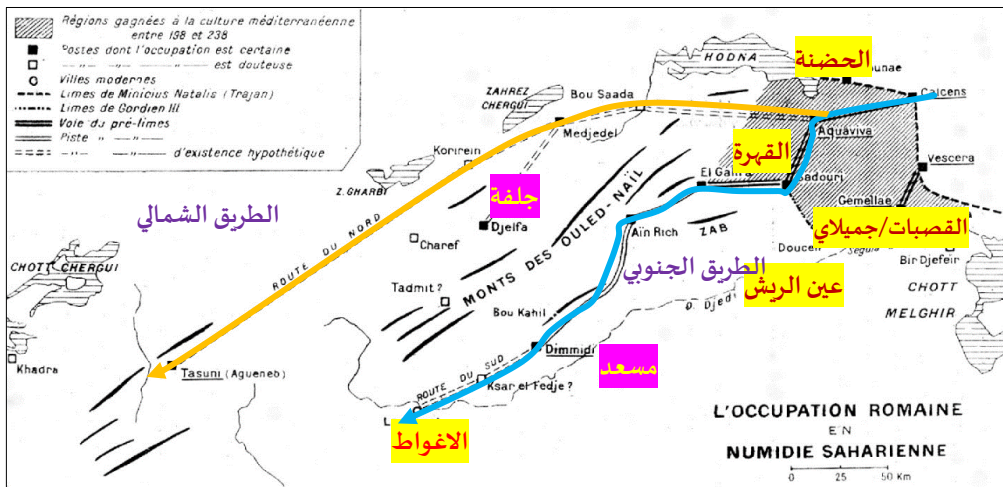 Régions gagnées à la culture méditerranéenne
entre 198 et 238
Postes dont l'occupation est certaine
" " " est douteuse
Villes modernes
Limes de Minicius Natalis (Trajan)
Limes de Gordien III
Voie du pré-limes
Piste " "
" " d'existence hypothétique
الحضنة
HODNA
ZAHREZ
CHERGUI
Bou Saada
Calcens
Medjedel
Aquaviva
Korirein
القهرة
Vescera
Z. GHARBI
El Gahra
Sadouri
جلفة
Gemellae
الطريق الشمالي
MONTS DES OULED-NAÏL
Djelfa
Aïn Rich
ZAB
القصبات/جميلاي
Charef
Doucen
Seguia
Bir Djefeir
CHOTT CHERGUI
ROUTE DU NORD
الطريق الجنوبي
عين الريش
CHOTT
MELGHIR
Tadmit ?
Bou Kahil
O. Djedi
Khadra
Tasuni (Agueneb)
Dimmidi
مسعد
ROUTE DU SUD
Ksar el Fedje ?
الاغواط
L'OCCUPATION ROMAINE
EN
NUMIDIE SAHARIENNE
0 25 50 Km